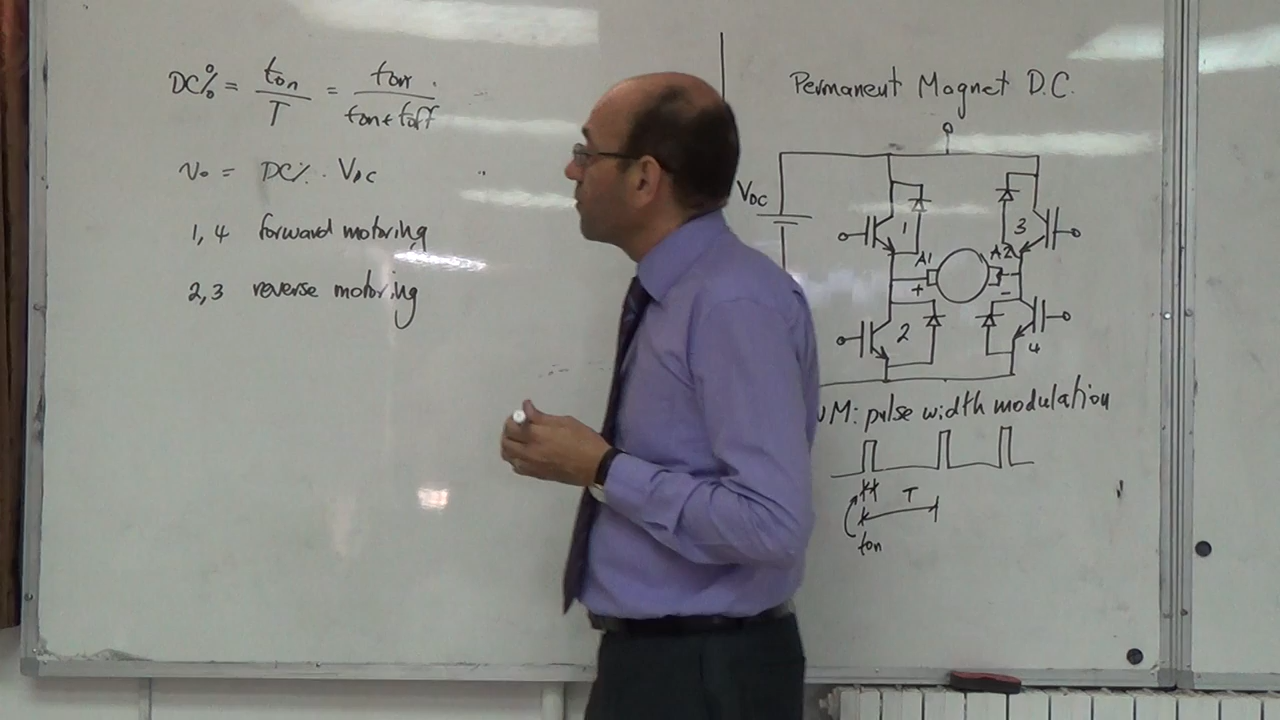 DC% = ton / T = ton / ton + toff
vo = DC% . VDC
1,4 forward motoring
2,3 reverse motoring
Permanent Magnet D.C.
VDC
1
3
A1
A2
+
-
2
4
WM: pulse width modulation
T
ton